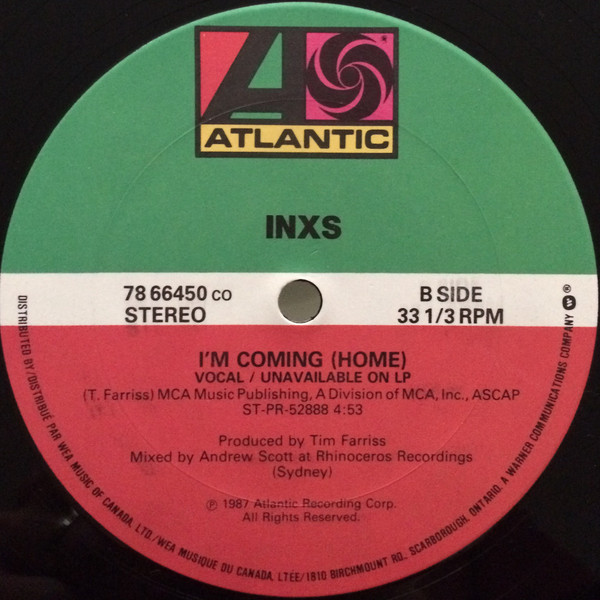 ATLANTIC
INXS
78 66450 CO
STEREO
B SIDE
33 1/3 RPM
I'M COMING (HOME)
VOCAL / UNAVAILABLE ON LP
(T. Farriss) MCA Music Publishing, A Division of MCA, Inc., ASCAP
ST-PR-52888 4:53
Produced by Tim Farriss
Mixed by Andrew Scott at Rhinoceros Recordings
(Sydney)
℗ 1987 Atlantic Recording Corp.
All Rights Reserved.
DISTRIBUTED BY/DISTRIBUÉ PAR WEA MUSIC OF CANADA, LTD./WEA MUSIQUE DU CANADA, LTEE/1810 BIRCHMOUNT RD., SCARBOROUGH, ONTARIO, A WARNER COMMUNICATIONS COMPANY W ®